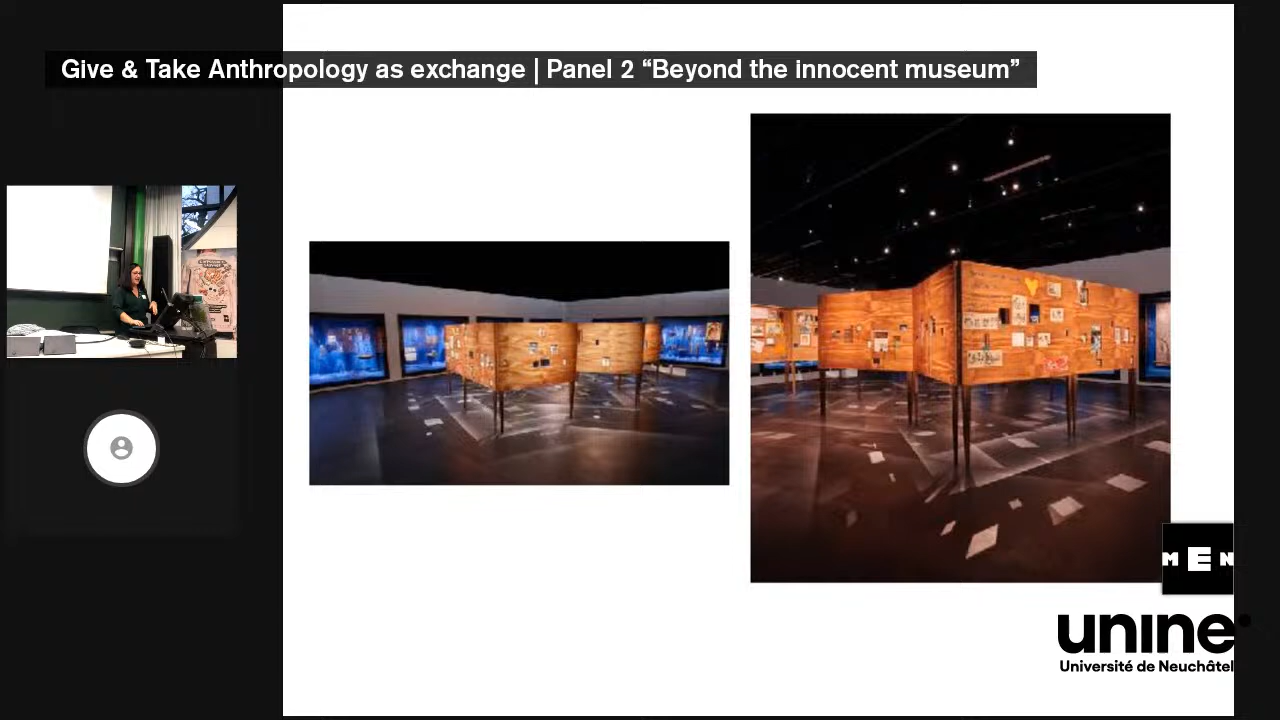 Give & Take Anthropology as exchange | Panel 2 “Beyond the innocent museum”
MEN
unine
Université de Neuchâtel